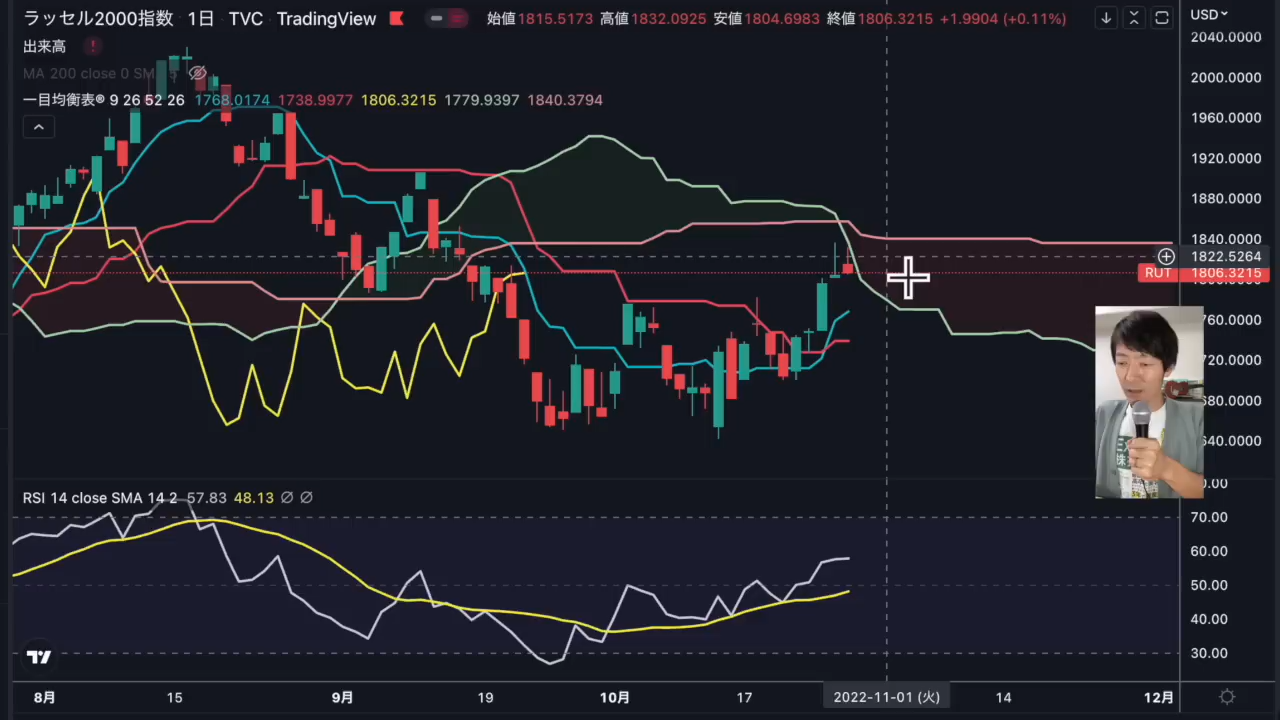 ラッセル2000指数 · 1日 · TVC · TradingView 始値1815.5173 高値1832.0925 安値1804.6983 終値1806.3215 +1.9904 (+0.11%) USD
出来高 !
MA 200 close 0 SM
一目均衡表® 9 26 52 26 1768.0174 1738.9977 1806.3215 1779.9397 1840.3794
2040.0000
2000.0000
1960.0000
1920.0000
1880.0000
1840.0000
1822.5264
RUT 1806.3215
760.0000
720.0000
680.0000
640.0000
RSI 14 close SMA 14 2 57.83 48.13 ∅ ∅
70.00
60.00
50.00
40.00
30.00
8月 15 9月 19 10月 17 2022-11-01 (火) 14 12月